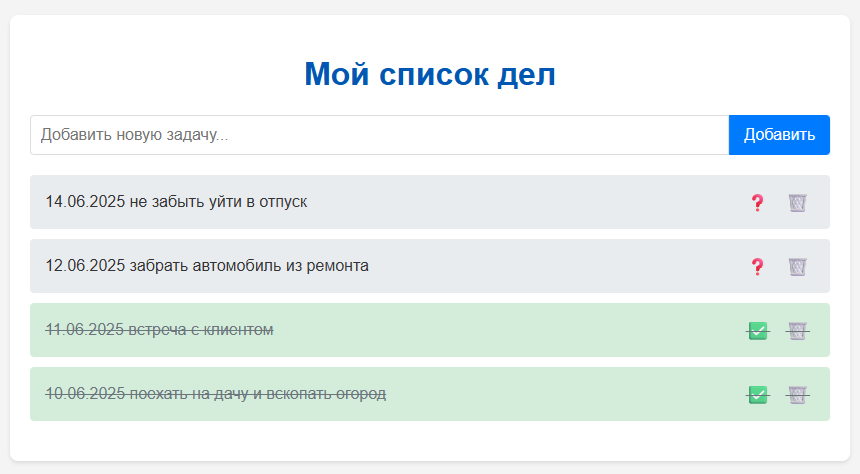 Мой список дел
Добавить новую задачу...
Добавить
14.06.2025 не забыть уйти в отпуск
12.06.2025 забрать автомобиль из ремонта
11.06.2025 встреча с клиентом
10.06.2025 поехать на дачу и вскопать огород